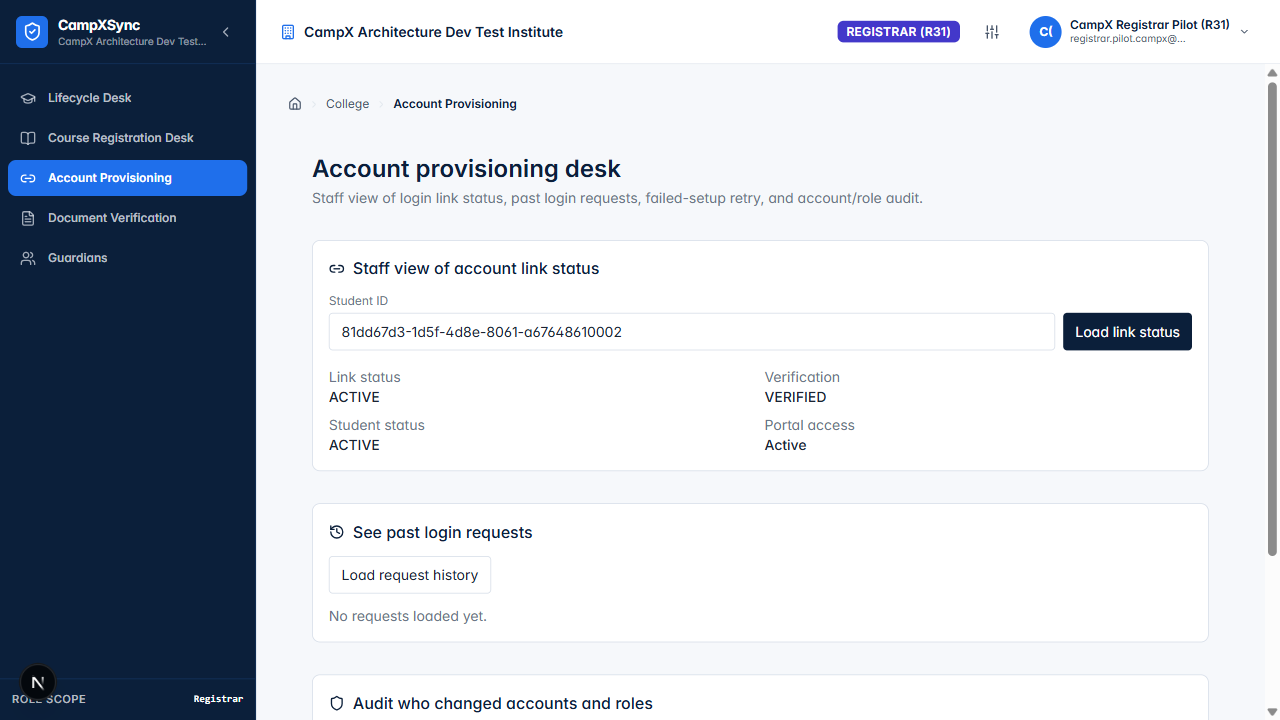 CampXSync
CampX Architecture Dev Test...
CampX Architecture Dev Test Institute
REGISTRAR (R31)
C(
CampX Registrar Pilot (R31)
registrar.pilot.campx@...
Lifecycle Desk
Course Registration Desk
Account Provisioning
Document Verification
Guardians
College
Account Provisioning
Account provisioning desk
Staff view of login link status, past login requests, failed-setup retry, and account/role audit.
Staff view of account link status
Student ID
81dd67d3-1d5f-4d8e-8061-a67648610002
Load link status
Link status
ACTIVE
Verification
VERIFIED
Student status
ACTIVE
Portal access
Active
See past login requests
Load request history
No requests loaded yet.
Audit who changed accounts and roles
N
ROLE SCOPE
Registrar